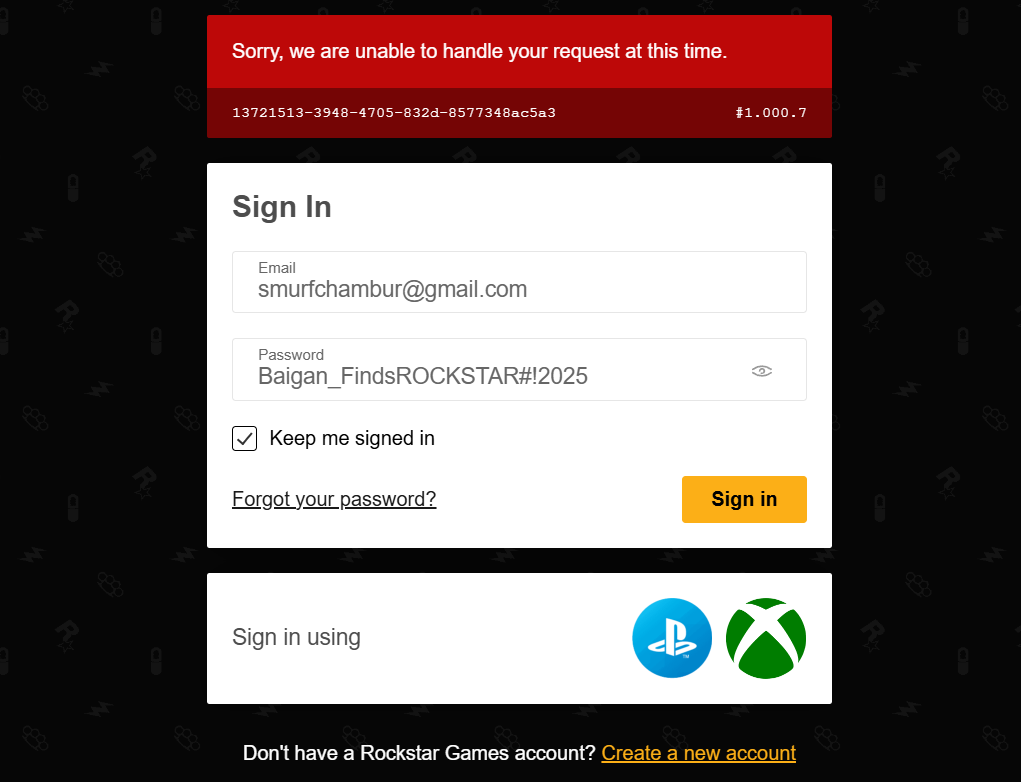 Sorry, we are unable to handle your request at this time.
13721513-3948-4705-832d-8577348ac5a3 #1.000.7
Sign In
Email
smurfchambur@gmail.com
Password
Baigan_FindsROCKSTAR#!2025
Keep me signed in
Forgot your password? Sign in
Sign in using
Don't have a Rockstar Games account? Create a new account